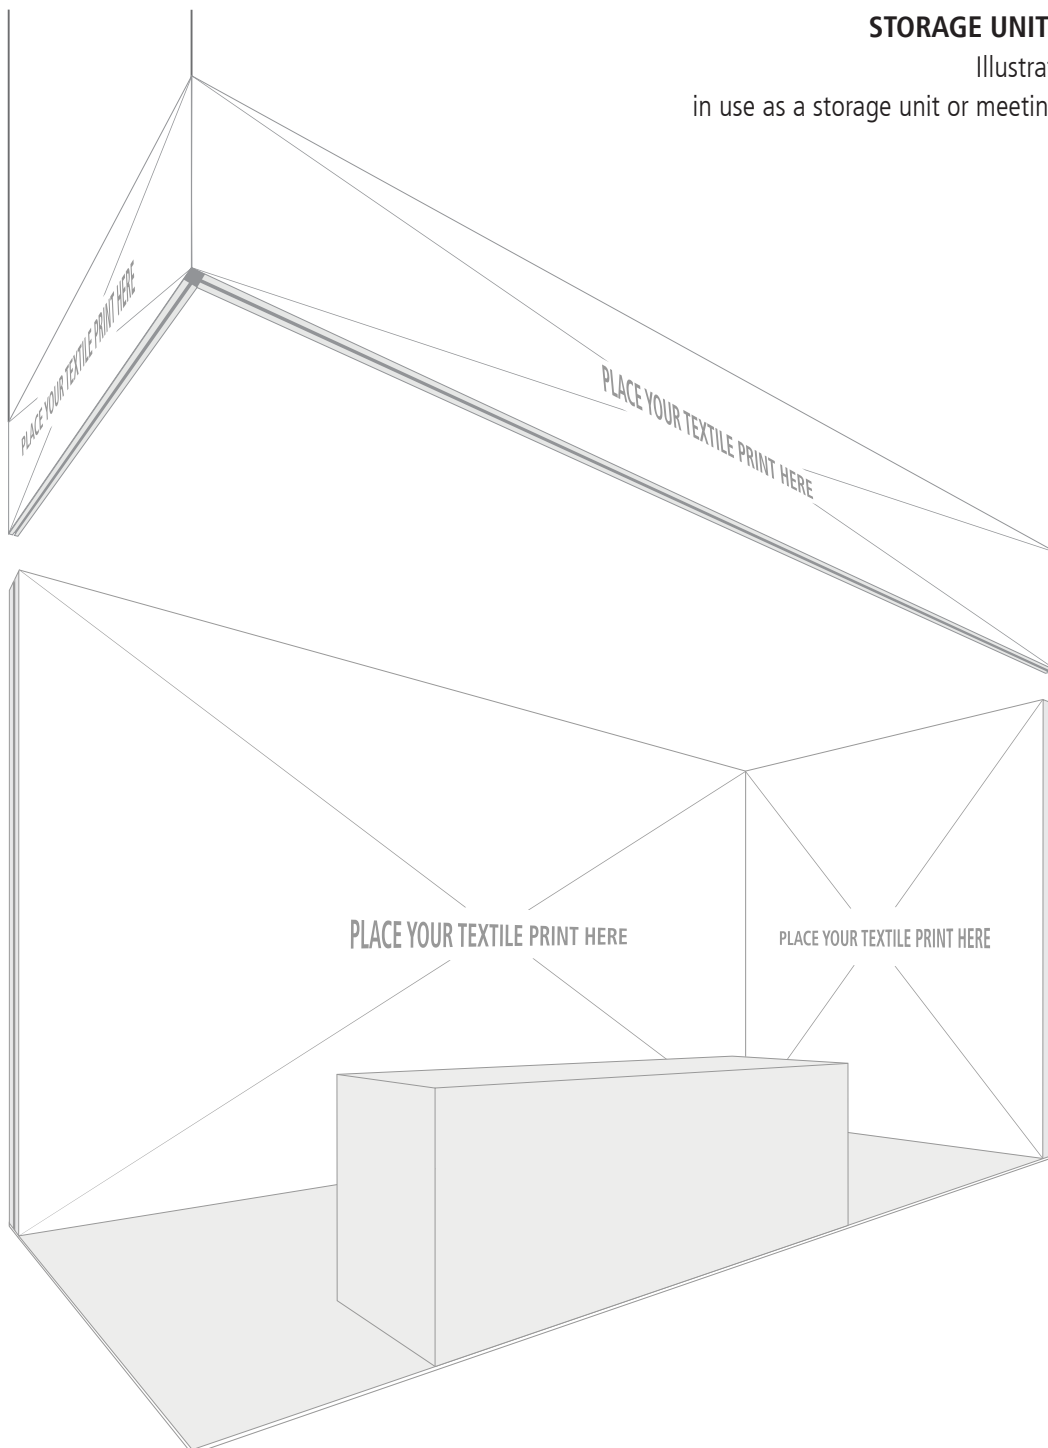 STORAGE UNIT
Illustra
in use as a storage unit or meetin
PLACE YOUR TEXTILE PRINT HERE
PLACE YOUR TEXTILE PRINT HERE
PLACE YOUR TEXTILE PRINT HERE
PLACE YOUR TEXTILE PRINT HERE